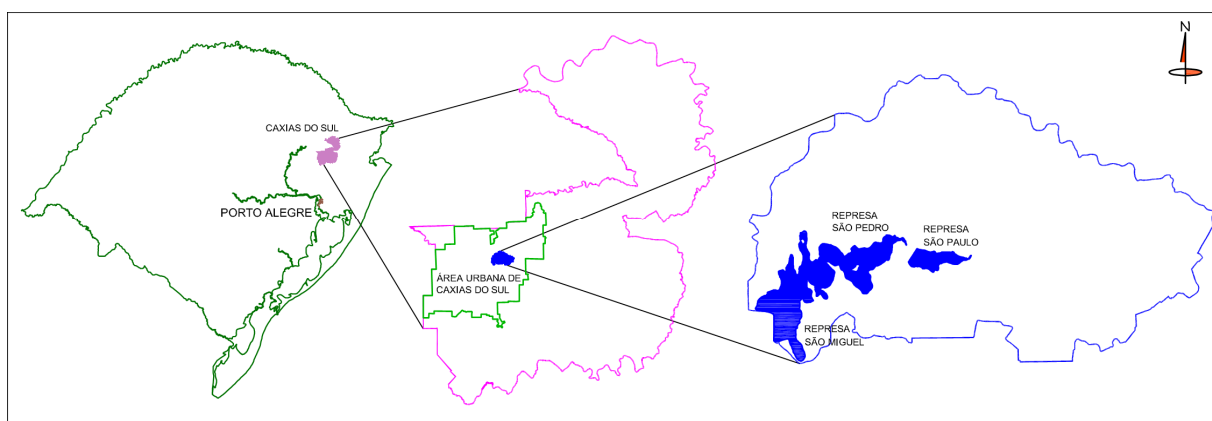 CAXIAS DO SUL
PORTO ALEGRE
ÁREA URBANA DE
CAXIAS DO SUL
REPRESA
SÃO PEDRO
REPRESA
SÃO PAULO
REPRESA
SÃO MIGUEL
N